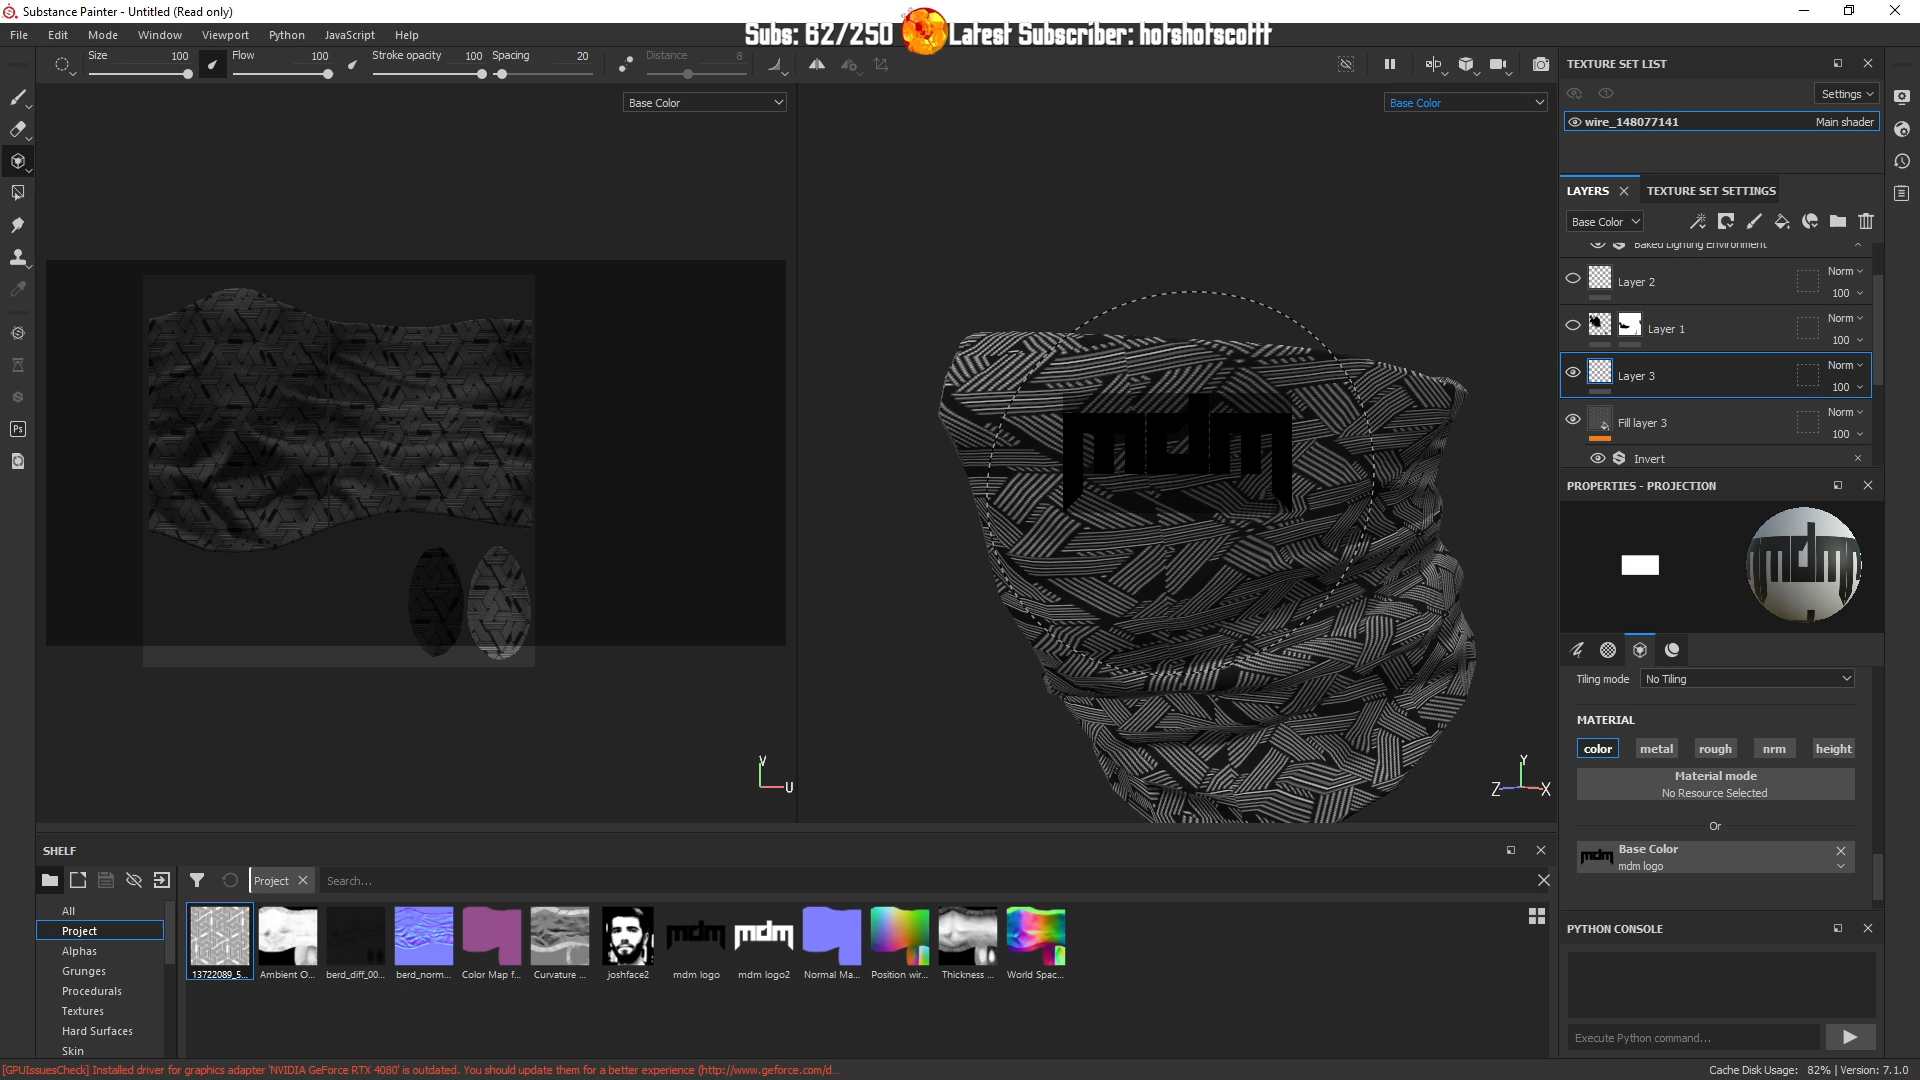 Substance Painter - Untitled (Read only)
File Edit Mode Window Viewport Python JavaScript Help
Subs: 62/250 Latest Subscriber: hotshotscottt
Size 100 Flow 100 Stroke opacity 100 Spacing 20 Distance 8
Base Color
Base Color
mdm
V
U
Y
Z
X
TEXTURE SET LIST
Settings
wire_148077141 Main shader
LAYERS TEXTURE SET SETTINGS
Base Color
Baked Lighting Environment
Layer 2 Norm 100
Layer 1 Norm 100
Layer 3 Norm 100
Fill layer 3 Norm 100
Invert
PROPERTIES - PROJECTION
mdm
Tiling mode No Tiling
MATERIAL
color metal rough nrm height
Material mode
No Resource Selected
Or
mdm Base Color
mdm logo
PYTHON CONSOLE
Execute Python command...
SHELF
Project Search...
All
Project
Alphas
Grunges
Procedurals
Textures
Hard Surfaces
Skin
Ps
mdm mdm
13722089_5... Ambient O... berd_diff_00... berd_norm... Color Map f... Curvature ... joshface2 mdm logo mdm logo2 Normal Ma... Position wir... Thickness ... World Spac...
[GPUIssuesCheck] Installed driver for graphics adapter 'NVIDIA GeForce RTX 4080' is outdated. You should update them for a better experience (http://www.geforce.com/d...
Cache Disk Usage: 82% | Version: 7.1.0